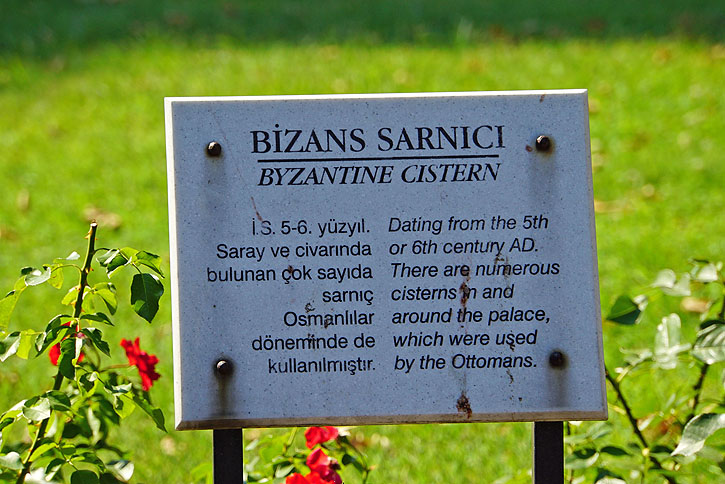 BİZANS SARNICI
BYZANTINE CISTERN
İ.S. 5-6. yüzyıl.
Saray ve civarında
bulunan çok sayıda
sarnıç
Osmanlılar
döneminde de
kullanılmıştır.
Dating from the 5th
or 6th century AD.
There are numerous
cisterns in and
around the palace,
which were used
by the Ottomans.